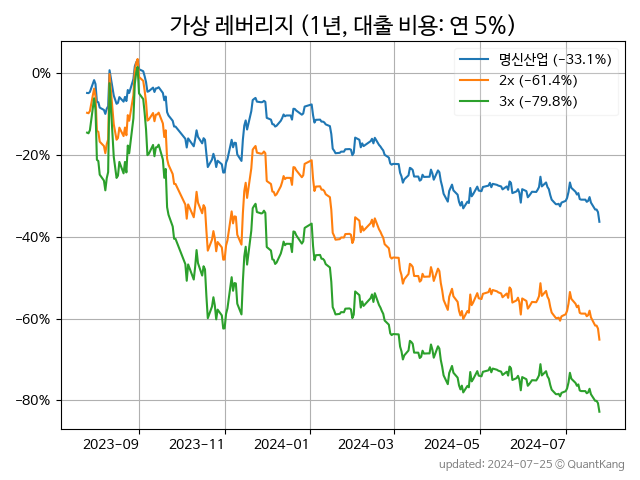 가상 레버리지 (1년, 대출 비용: 연 5%)
명신산업 (−33.1%)
2x (−61.4%)
3x (−79.8%)
0%
−20%
−40%
−60%
−80%
2023−09 2023−11 2024−01 2024−03 2024−05 2024−07
updated: 2024-07-25 © QuantKang